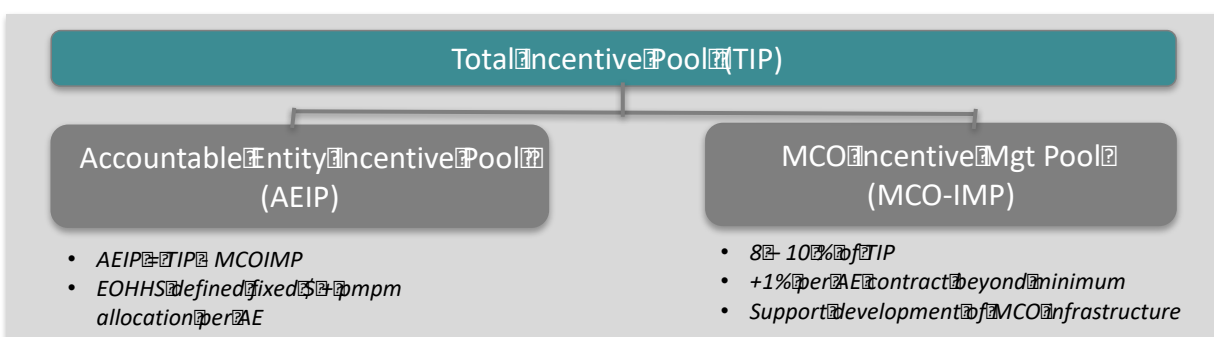 Total Incentive Pool (TIP)
Accountable Entity Incentive Pool
(AEIP)
MCO Incentive Mgt Pool
(MCO-IMP)
• AEIP = TIP - MCOIMP
• EOHHS defined fixed $ + pmpm
allocation per AE
• 8 – 10 % of TIP
• +1% per AE contract beyond minimum
• Support development of MCO infrastructure